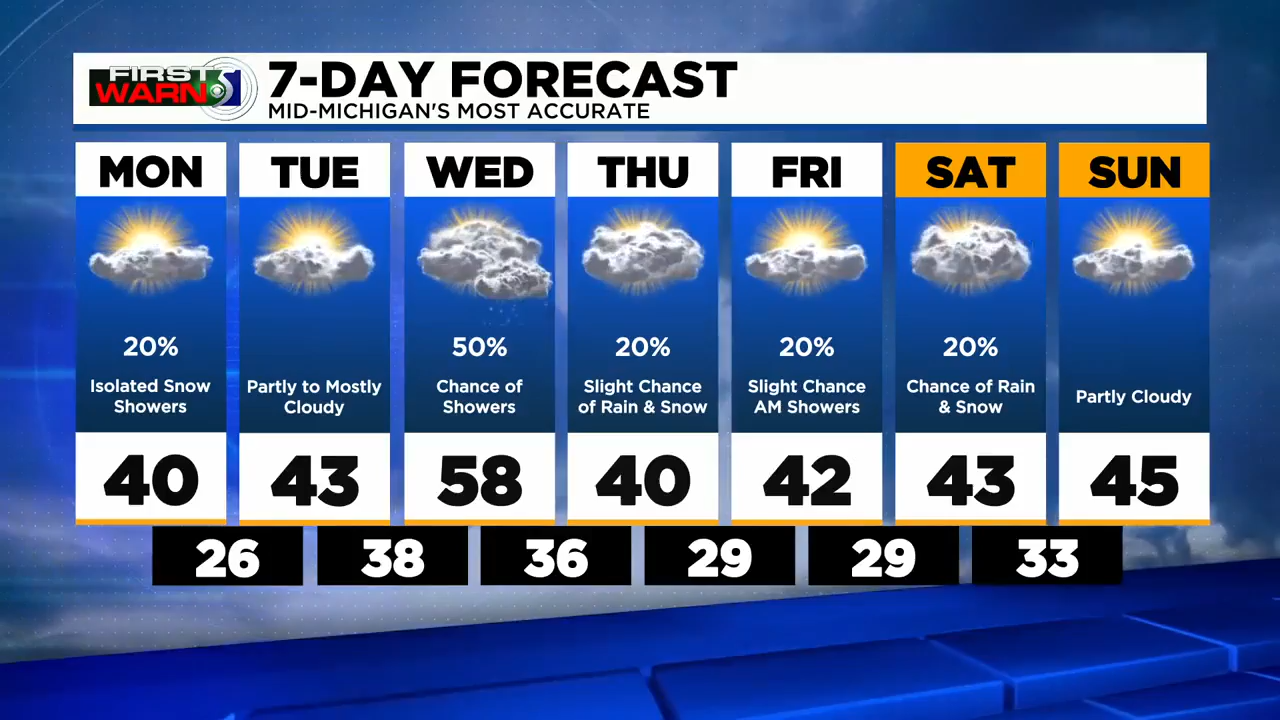 FIRST
WARN 5
7-DAY FORECAST
MID-MICHIGAN'S MOST ACCURATE
MON TUE WED THU FRI SAT SUN
20% 50% 20% 20% 20%
Isolated Snow Partly to Mostly Chance of Slight Chance Slight Chance Chance of Rain Partly Cloudy
Showers Cloudy Showers of Rain & Snow AM Showers & Snow
40 43 58 40 42 43 45
26 38 36 29 29 33